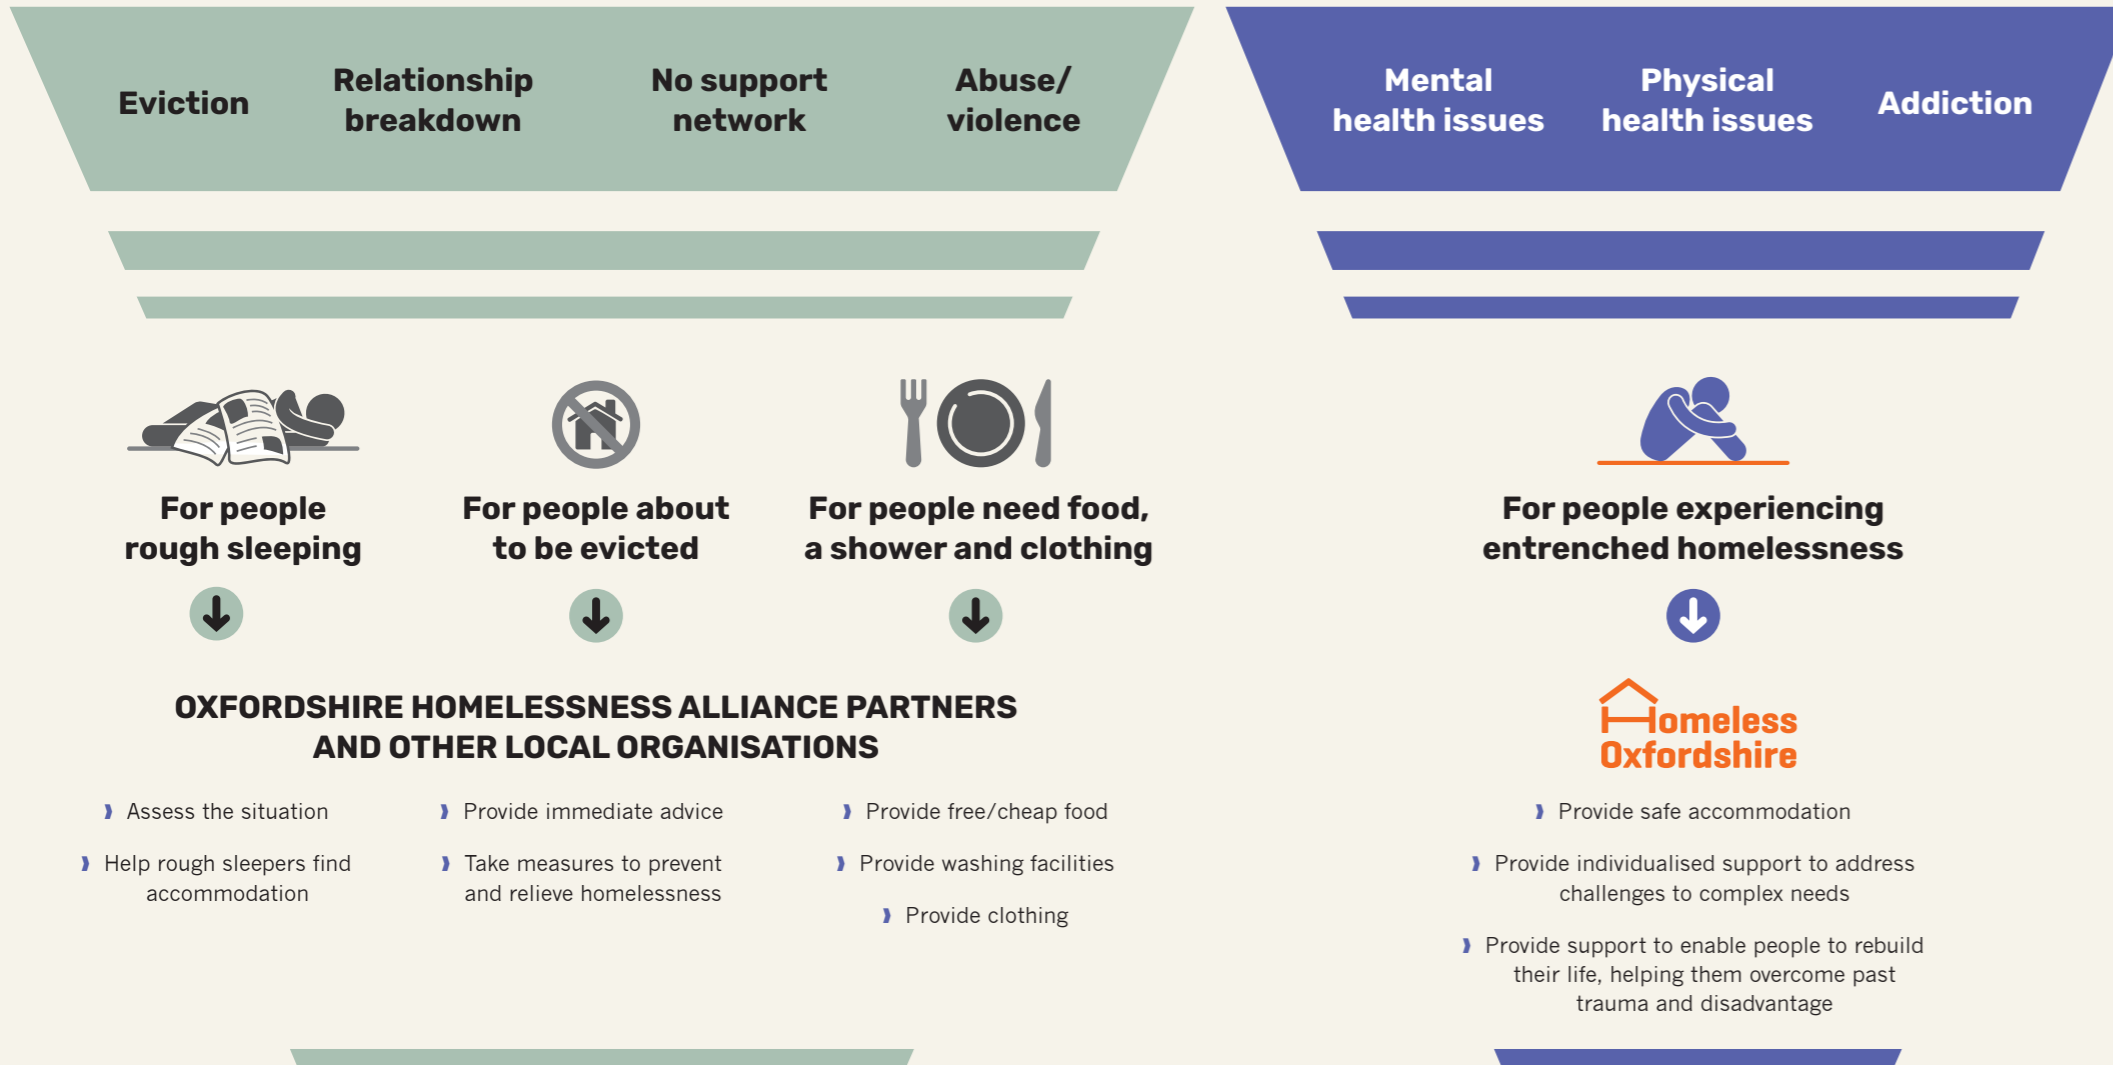 Eviction
Relationship
breakdown
No support
network
Abuse/
violence
Mental
health issues
Physical
health issues
Addiction
For people
rough sleeping
For people about
to be evicted
For people need food,
a shower and clothing
For people experiencing
entrenched homelessness
OXFORDSHIRE HOMELESSNESS ALLIANCE PARTNERS
AND OTHER LOCAL ORGANISATIONS
Assess the situation
Help rough sleepers find
accommodation
Provide immediate advice
Take measures to prevent
and relieve homelessness
Provide free/cheap food
Provide washing facilities
Provide clothing
Homeless
Oxfordshire
Provide safe accommodation
Provide individualised support to address
challenges to complex needs
Provide support to enable people to rebuild
their life, helping them overcome past
trauma and disadvantage